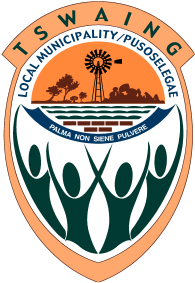 TSWAING
LOCAL MUNICIPALITY/PUSOSELEGAE
PALMA NON SIENE PULVERE